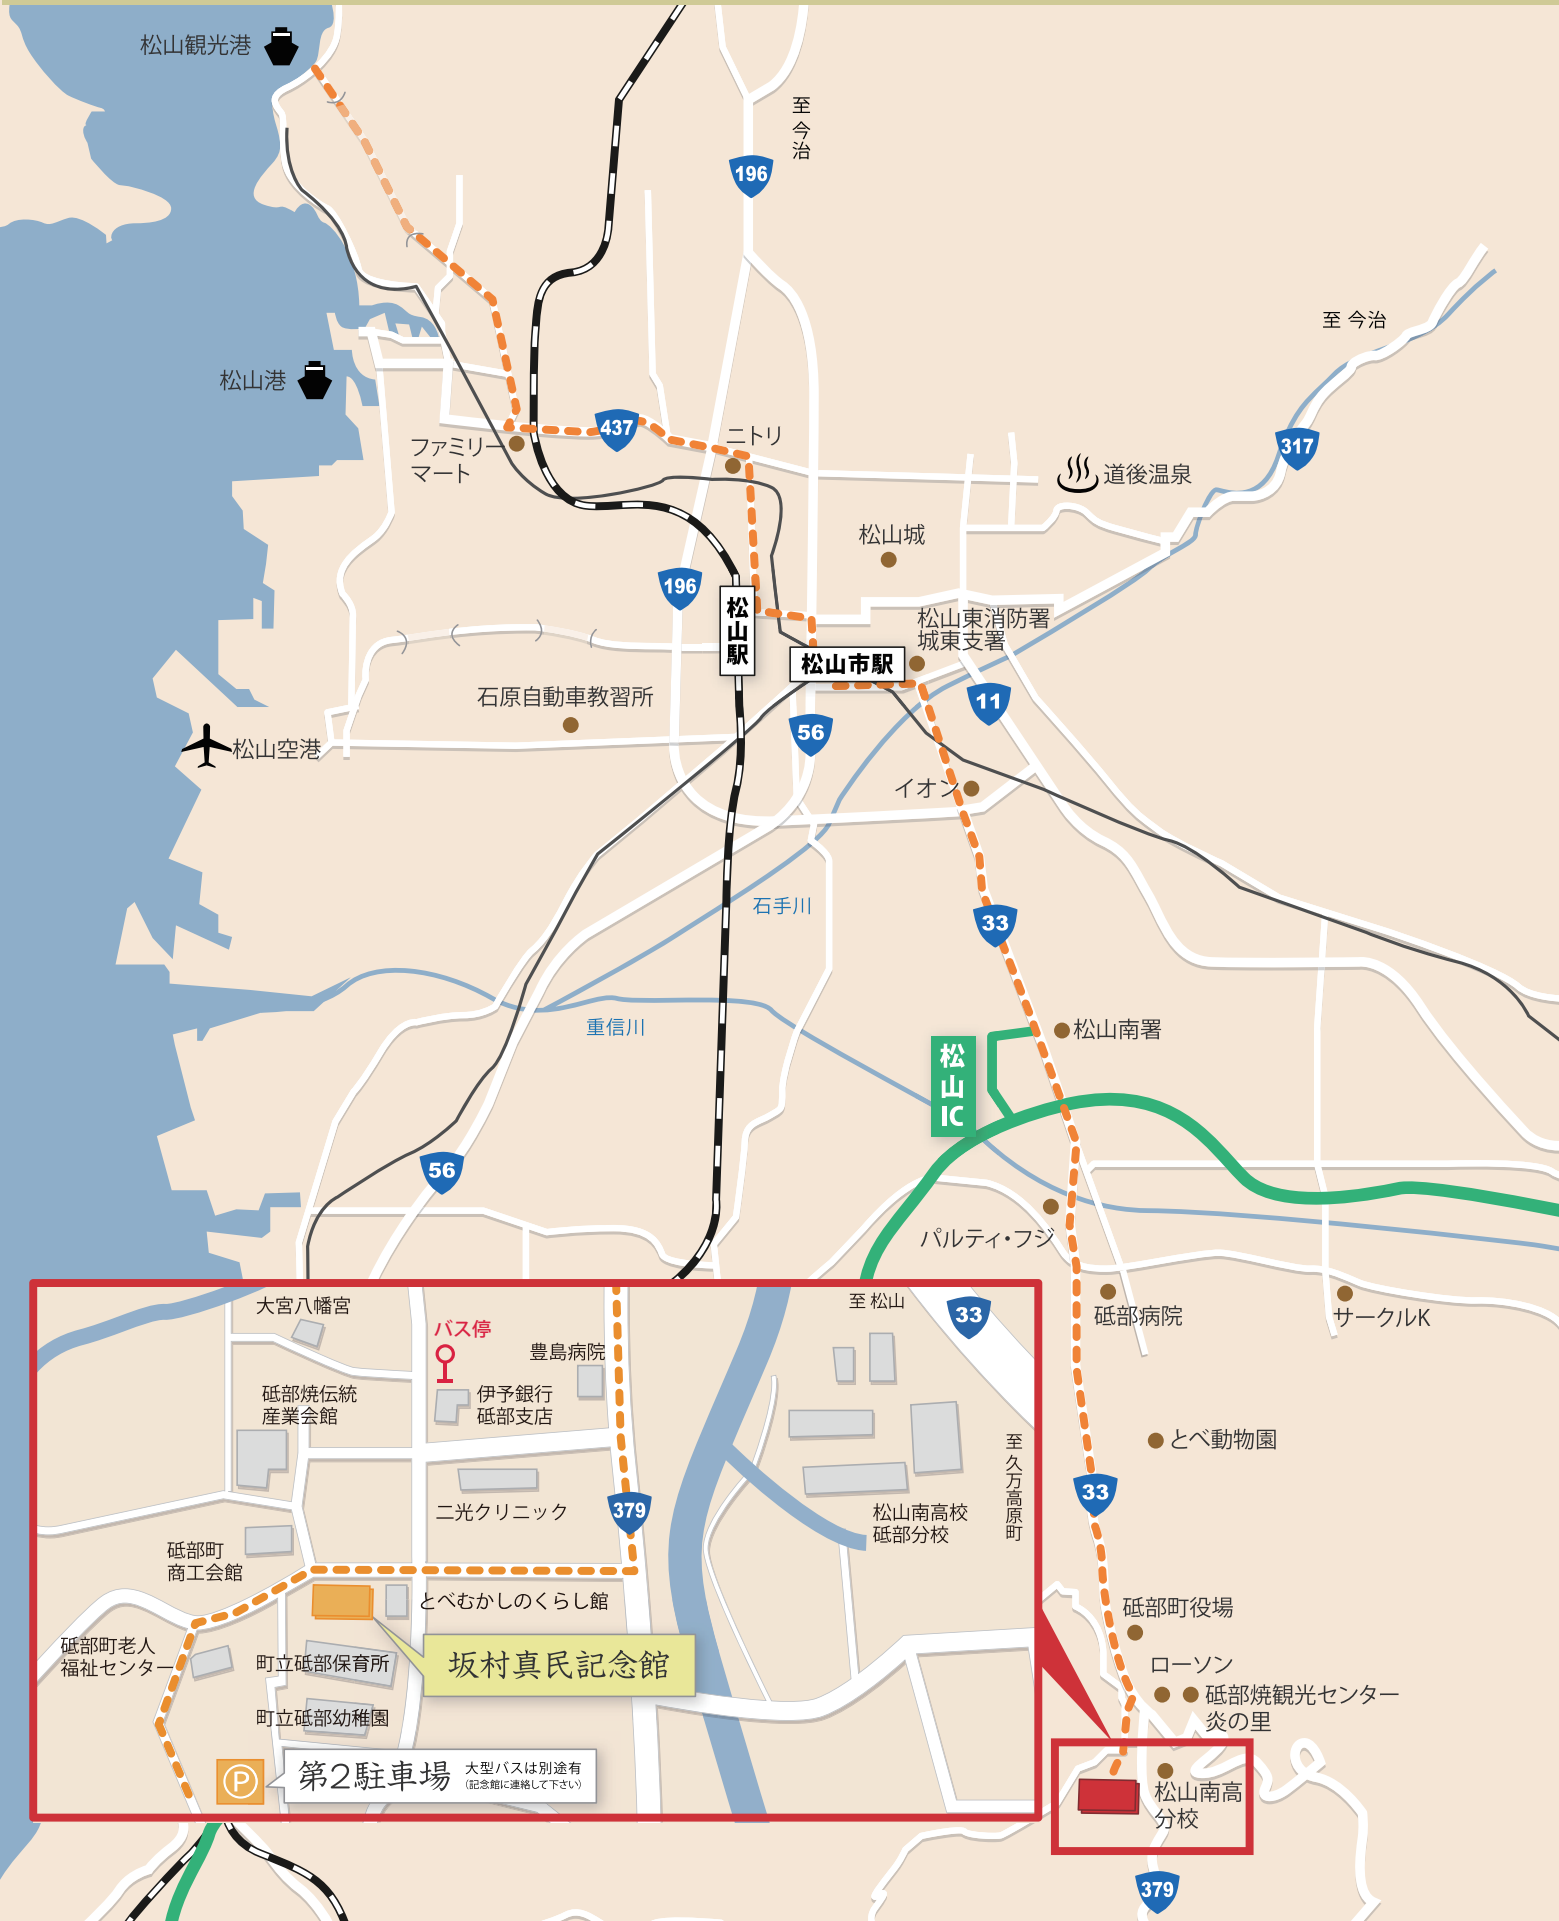 松山観光港
至 今治
196
至 今治
松山港
437
ファミリー
マート
ニトリ
317
道後温泉
松山城
196
松山駅
松山東消防署
城東支署
松山市駅
石原自動車教習所
11
56
松山空港
イオン
石手川
33
重信川
松山南署
松山IC
56
パルティ・フジ
砥部病院
サークルK
大宮八幡宮
バス停
豊島病院
至 松山
33
砥部焼伝統
産業会館
伊予銀行
砥部支店
至 久万高原町
とべ動物園
33
二光クリニック
379
松山南高校
砥部分校
砥部町
商工会館
とべむかしのくらし館
砥部町役場
砥部町老人
福祉センター
町立砥部保育所
坂村真民記念館
ローソン
砥部焼観光センター
炎の里
町立砥部幼稚園
P
第2駐車場
大型バスは別途有
(記念館に連絡して下さい)
松山南高
分校
379